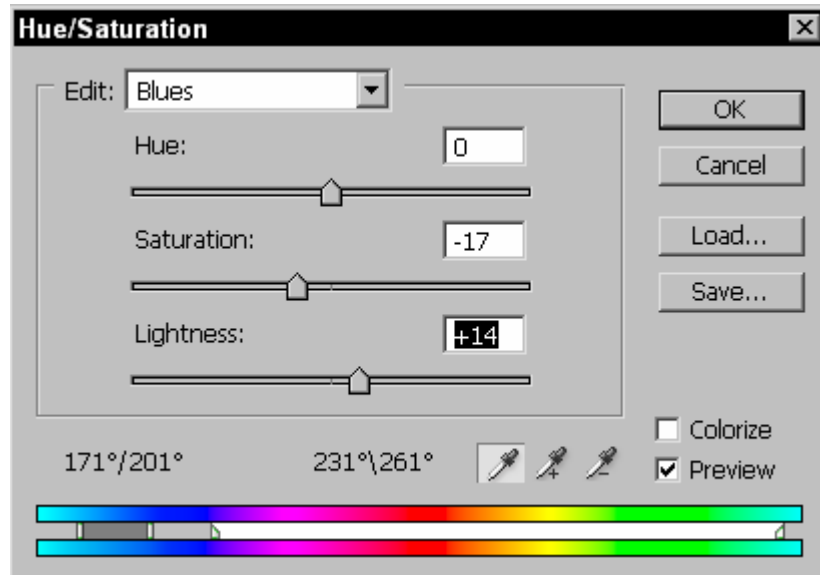 Hue/Saturation
Edit: Blues
OK
Hue: 0
Cancel
Saturation: -17
Load...
Save...
Lightness: +14
Colorize
171°/201° 231°\261°
Preview